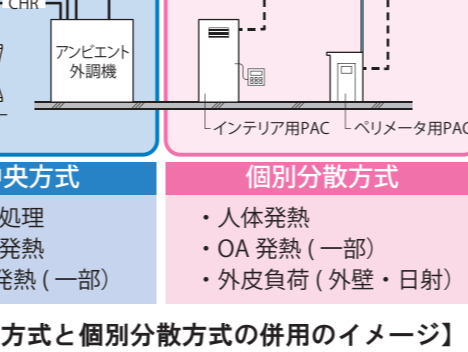 CHR
アンビエント
外調機
インテリア用PAC
ペリメータ用PAC
央方式
個別分散方式
処理
発熱
発熱 ( 一部）
・人体発熱
・OA 発熱 ( 一部）
・外皮負荷 ( 外壁・日射）
方式と個別分散方式の併用のイメージ】